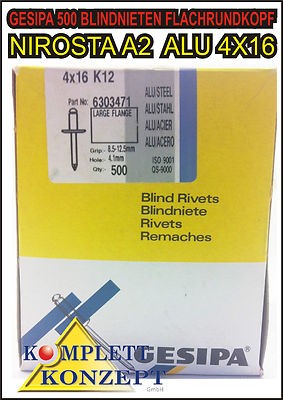 GESIPA 500 BLINDNIETEN FLACHRUNDKOPF
NIROSTA A2 ALU 4X16
4x16 K12
Part No: 6303471
LARGE FLANGE
Grip: 8.5-12.5mm
Hole: 4.1mm
Qty: 500
ALU/STEEL
ALU/STAHL
ALU/ACIER
ALU/ACERO
ISO 9001
QS-9000
Blind Rivets
Blindniete
Rivets
Remaches
GESIPA®
KOMPLETT
KONZEPT
GmbH